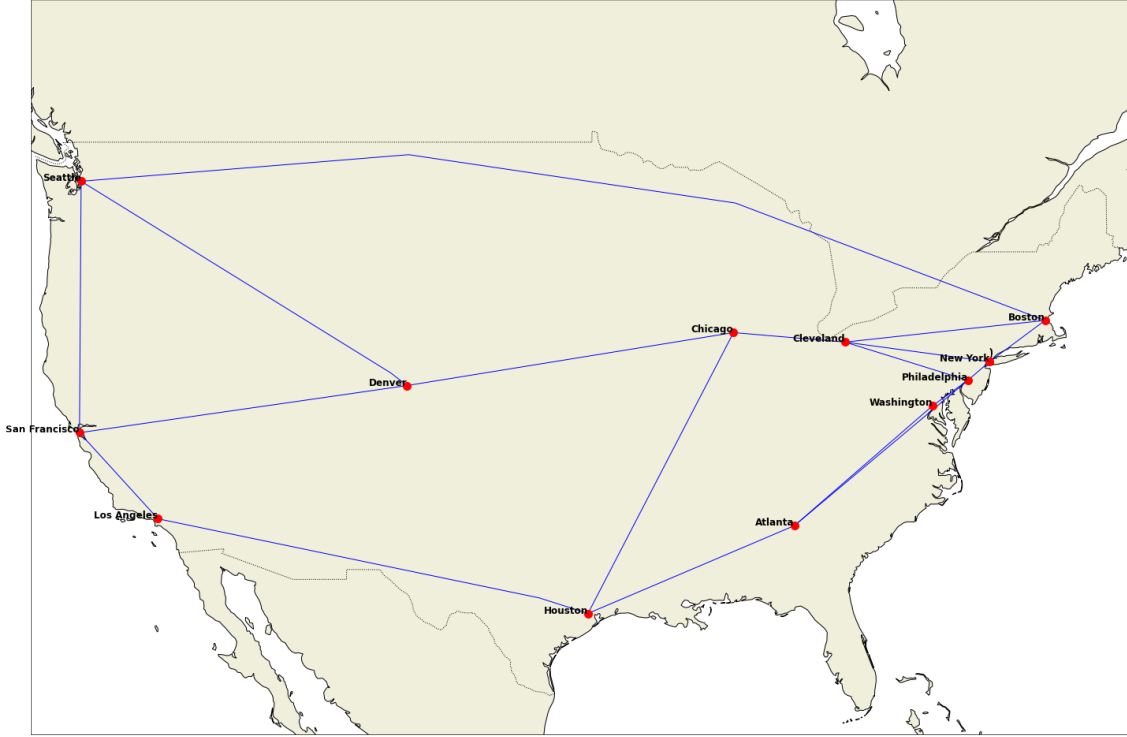 Seattle
Boston
Chicago
Cleveland
New York
Philadelphia
Denver
Washington
San Francisco
Los Angeles
Atlanta
Houston